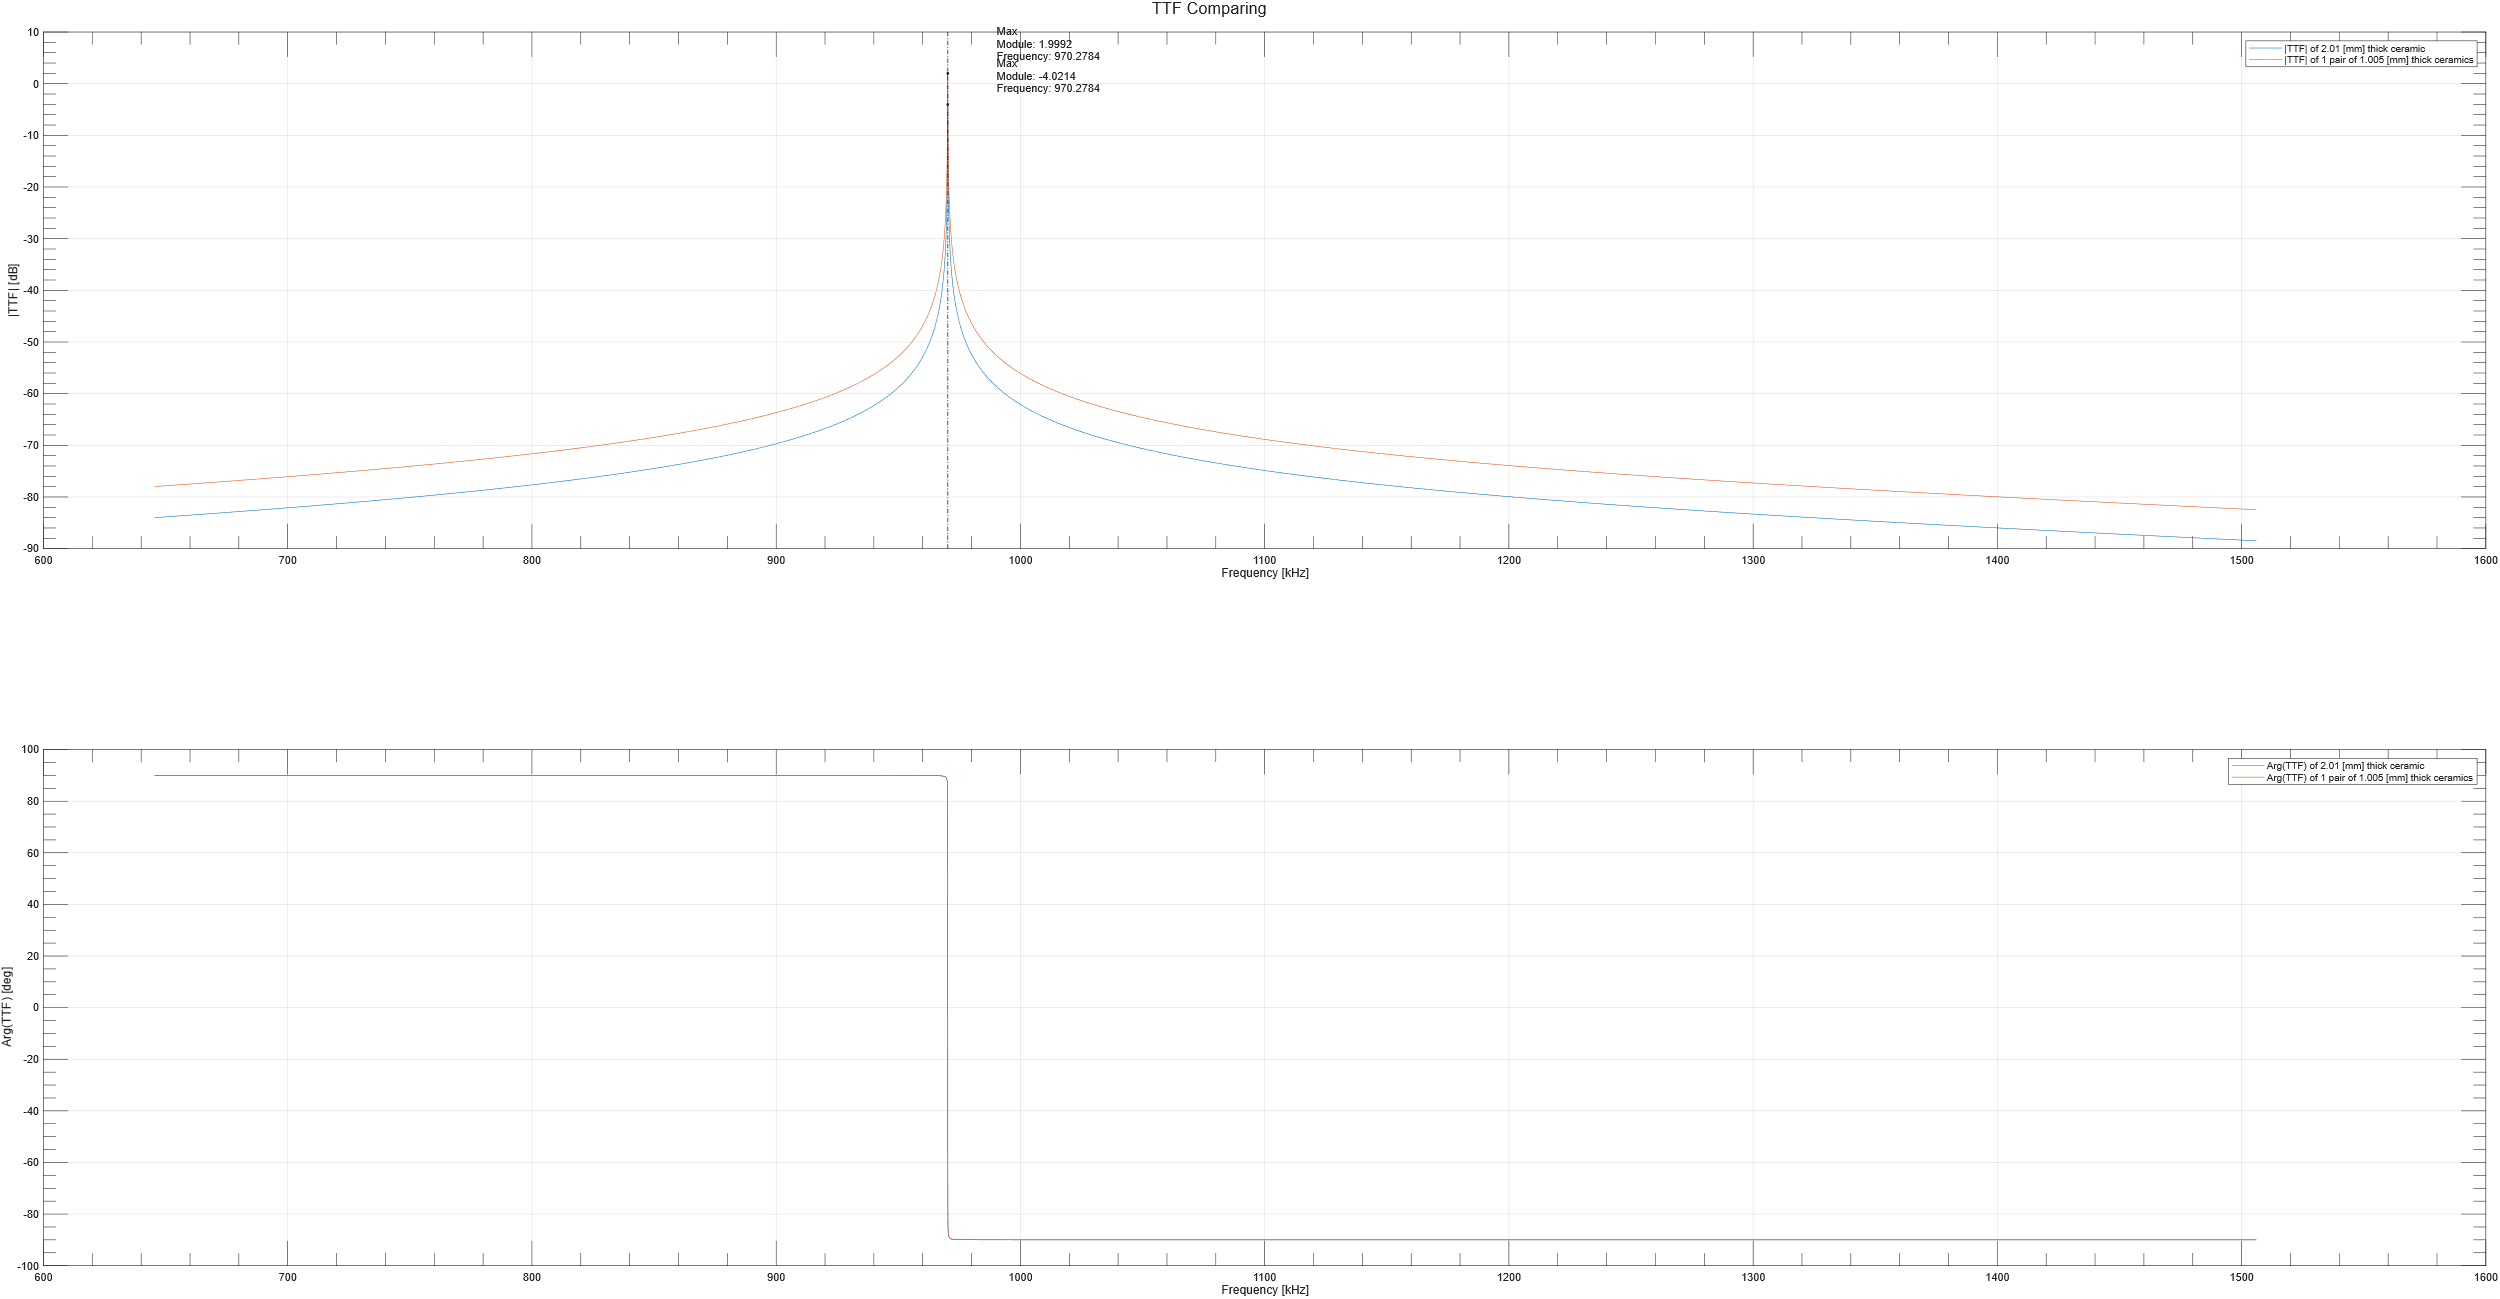 TTF Comparing
Max
Module: 1.9992
Frequency: 970.2784
Max
Module: -4.0214
Frequency: 970.2784
|TTF| of 2.01 [mm] thick ceramic
|TTF| of 1 pair of 1.005 [mm] thick ceramics
|TTF| [dB]
10
0
-10
-20
-30
-40
-50
-60
-70
-80
-90
600 700 800 900 1000 1100 1200 1300 1400 1500 1600
Frequency [kHz]
Arg(TTF) of 2.01 [mm] thick ceramic
Arg(TTF) of 1 pair of 1.005 [mm] thick ceramics
Arg(TTF) [deg]
100
80
60
40
20
0
-20
-40
-60
-80
-100
600 700 800 900 1000 1100 1200 1300 1400 1500 1600
Frequency [kHz]